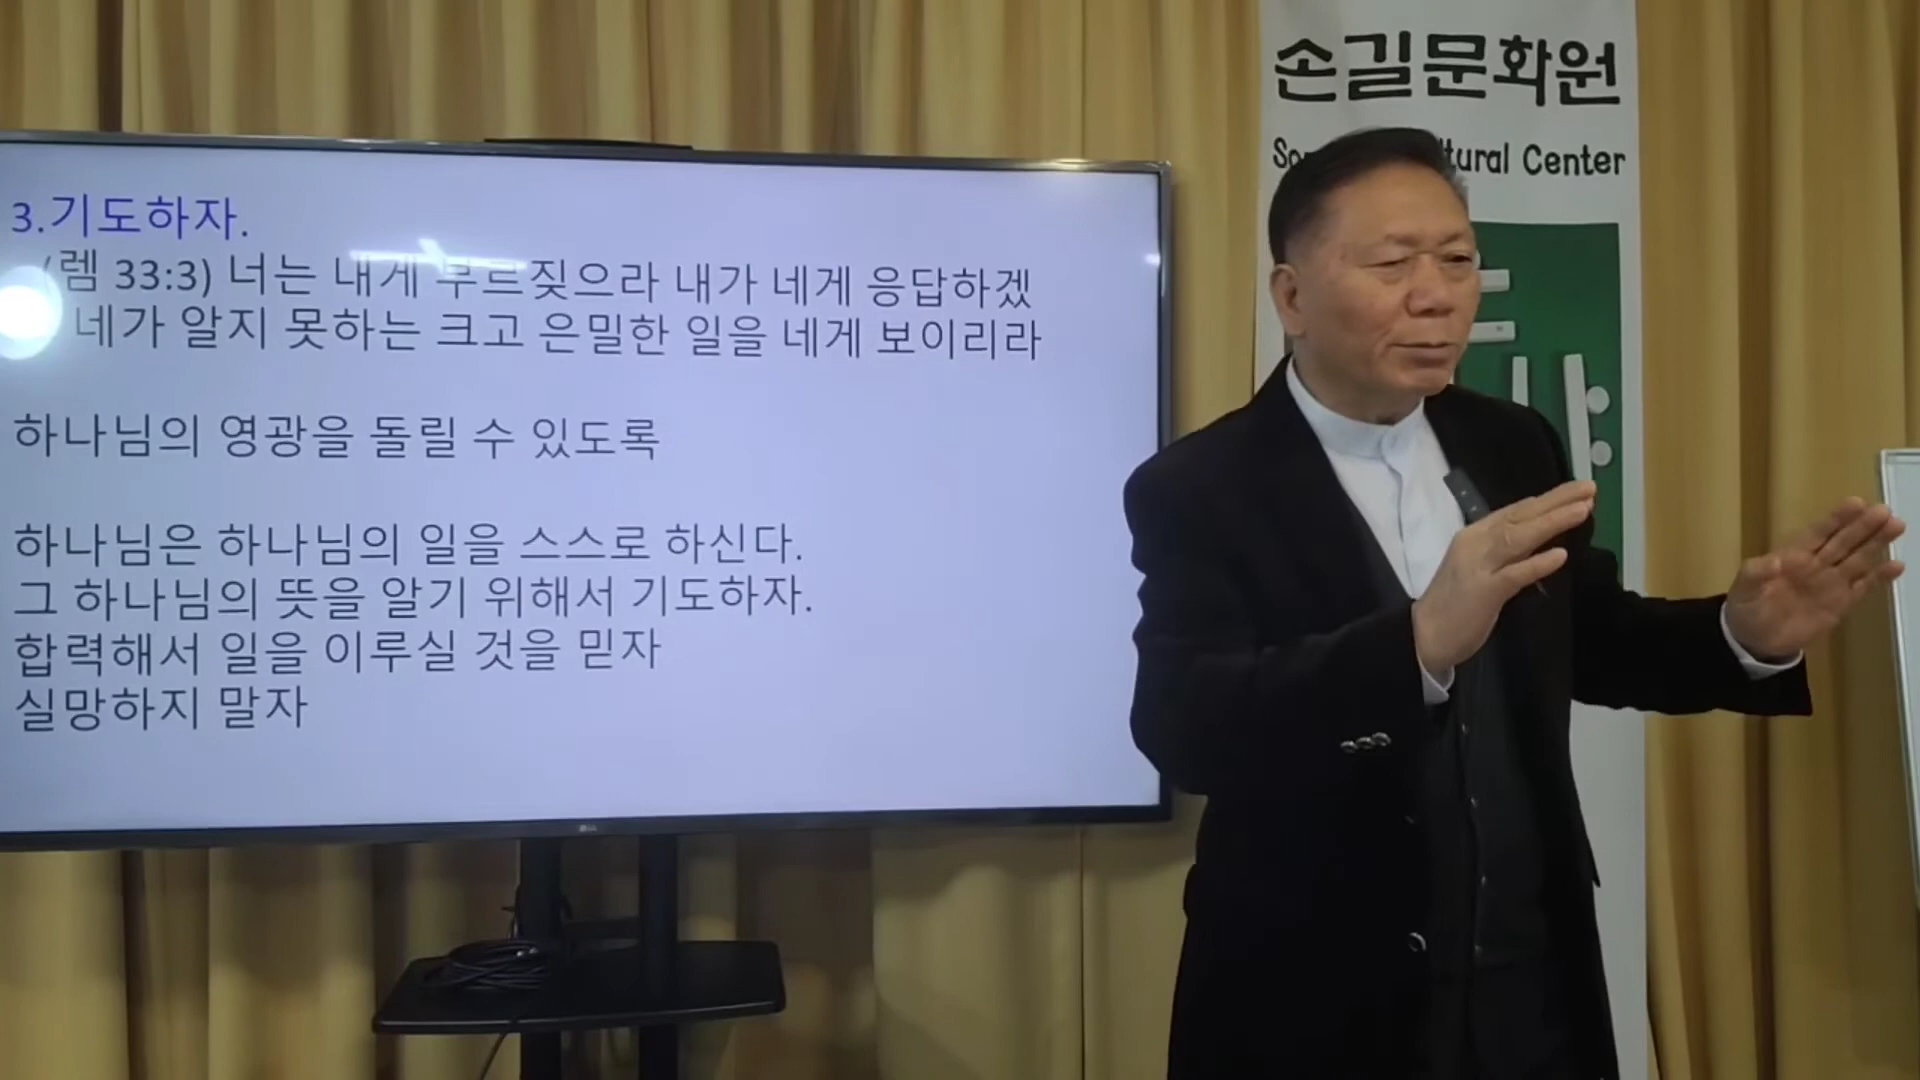 3.기도하자.
(렘 33:3) 너는 내게 부르짖으라 내가 네게 응답하겠
네가 알지 못하는 크고 은밀한 일을 네게 보이리라
하나님의 영광을 돌릴 수 있도록
하나님은 하나님의 일을 스스로 하신다.
그 하나님의 뜻을 알기 위해서 기도하자.
합력해서 일을 이루실 것을 믿자
실망하지 말자
손길문화원
Center